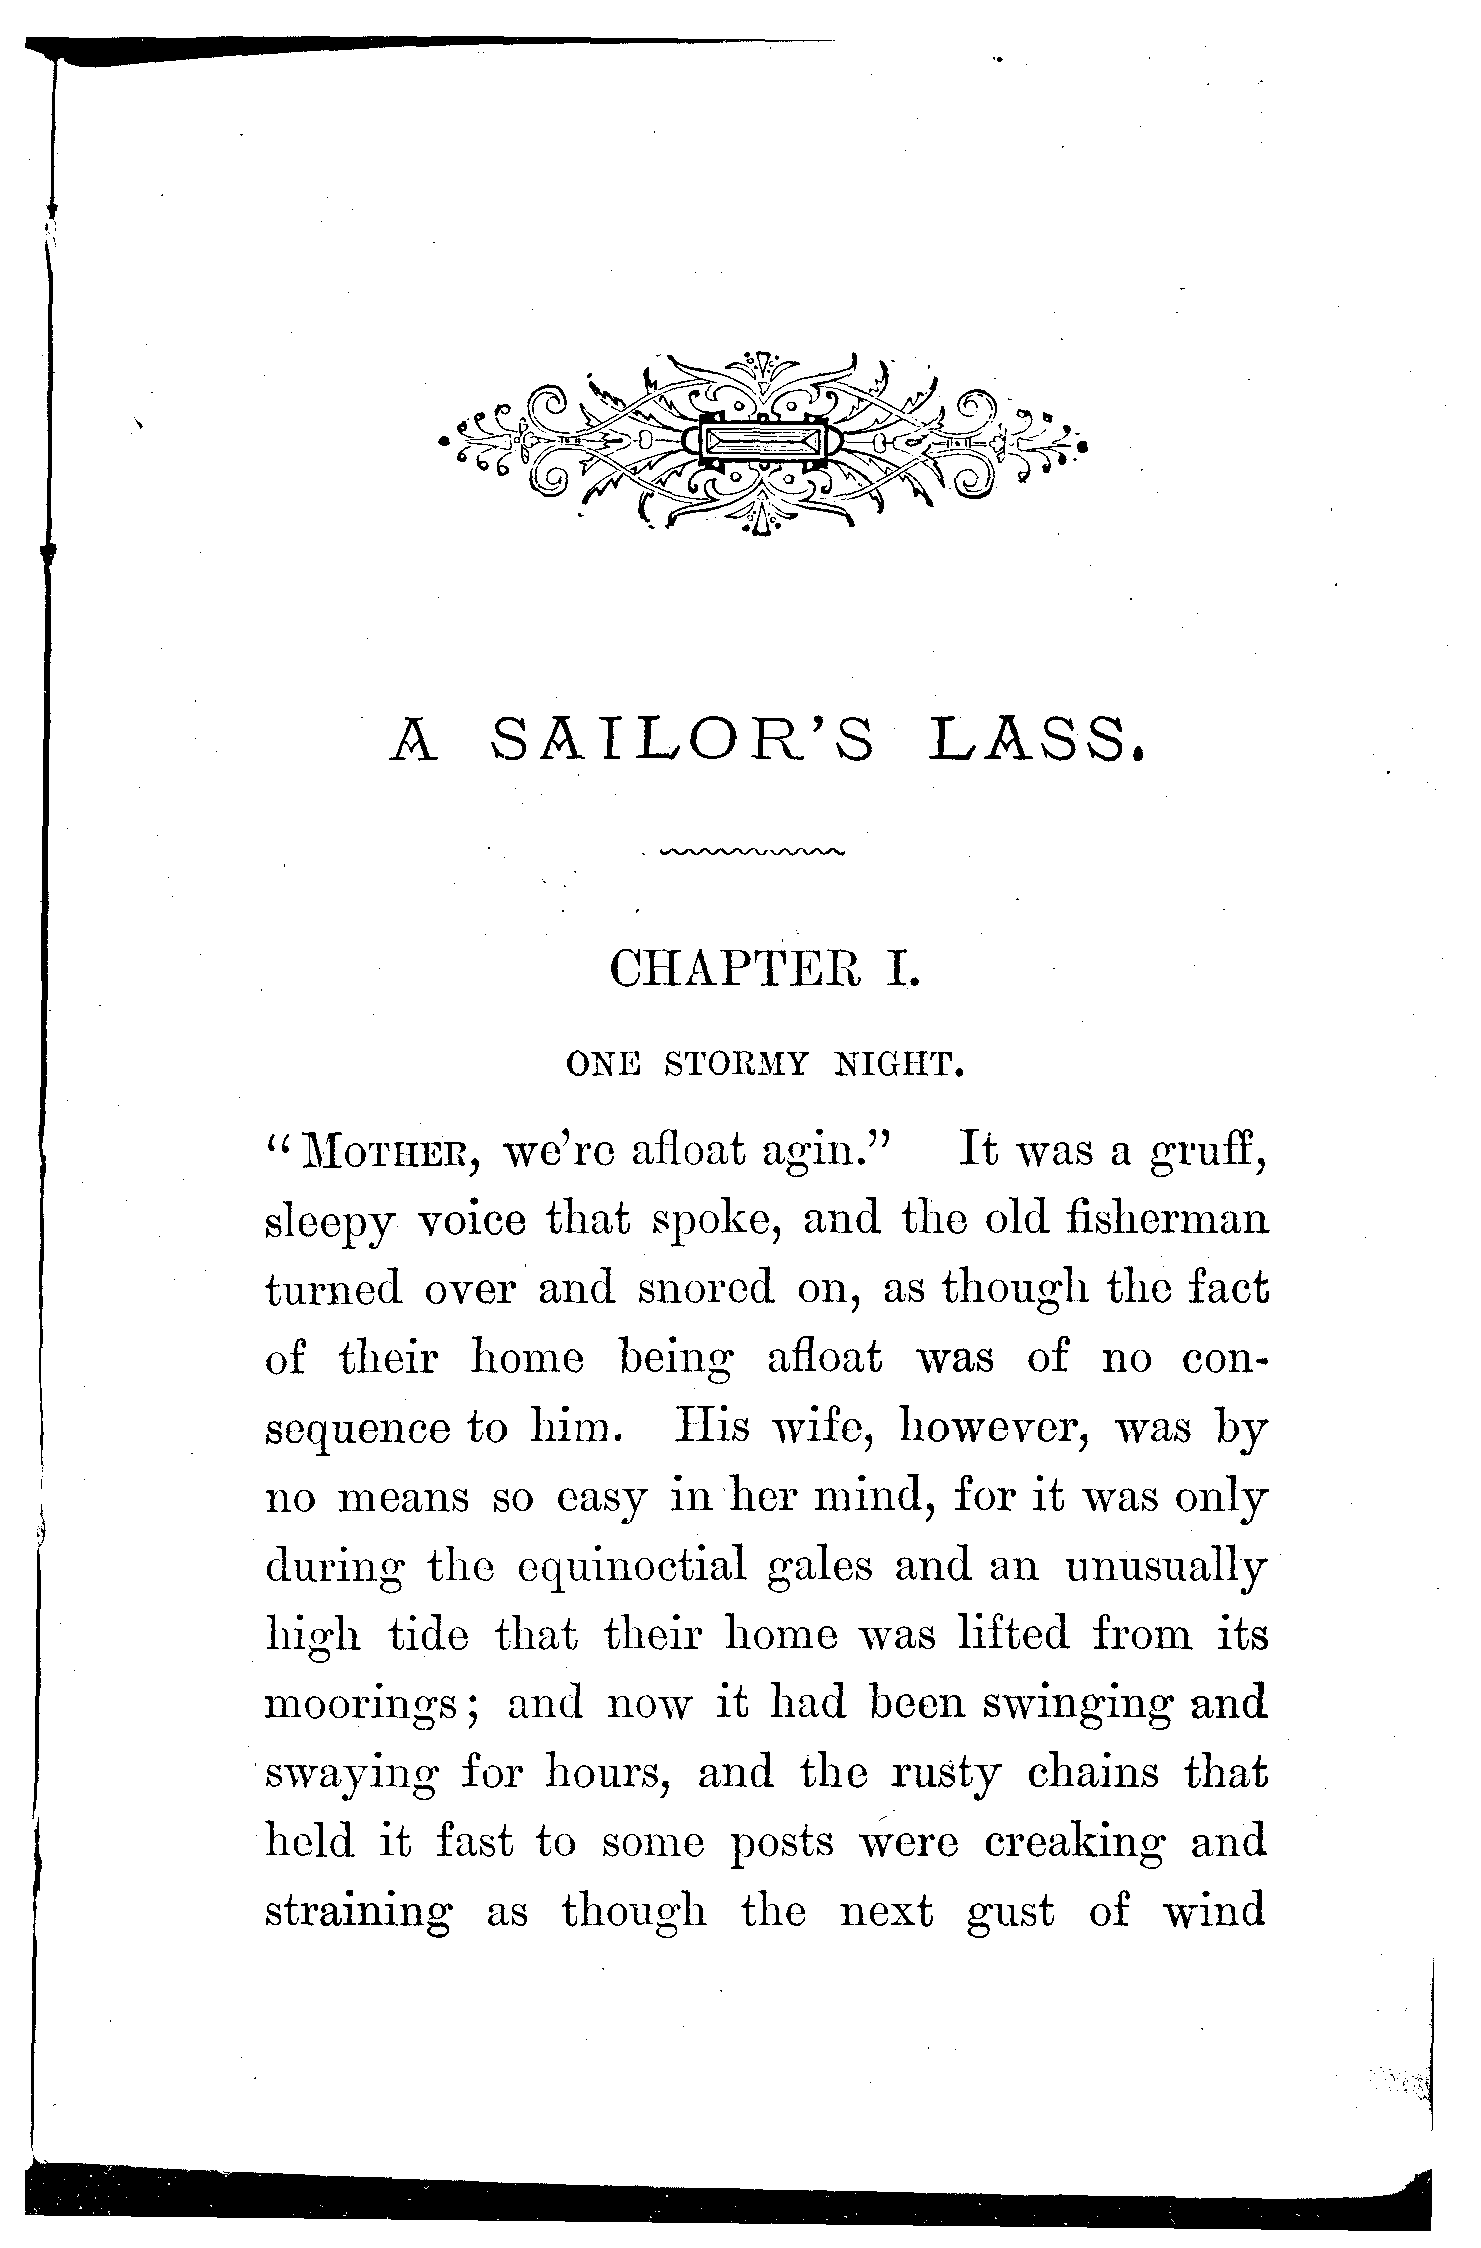 A SAILOR'S LASS.
CHAPTER I.
ONE STORMY NIGHT.
"MOTHER, we're afloat agin." It was a gruff,
sleepy voice that spoke, and the old fisherman
turned over and snored on, as though the fact
of their home being afloat was of no con-
sequence to him. His wife, however, was by
no means so easy in her mind, for it was only
during the equinoctial gales and an unusually
high tide that their home was lifted from its
moorings; and now it had been swinging and
swaying for hours, and the rusty chains that
held it fast to some posts were creaking and
straining as though the next gust of wind